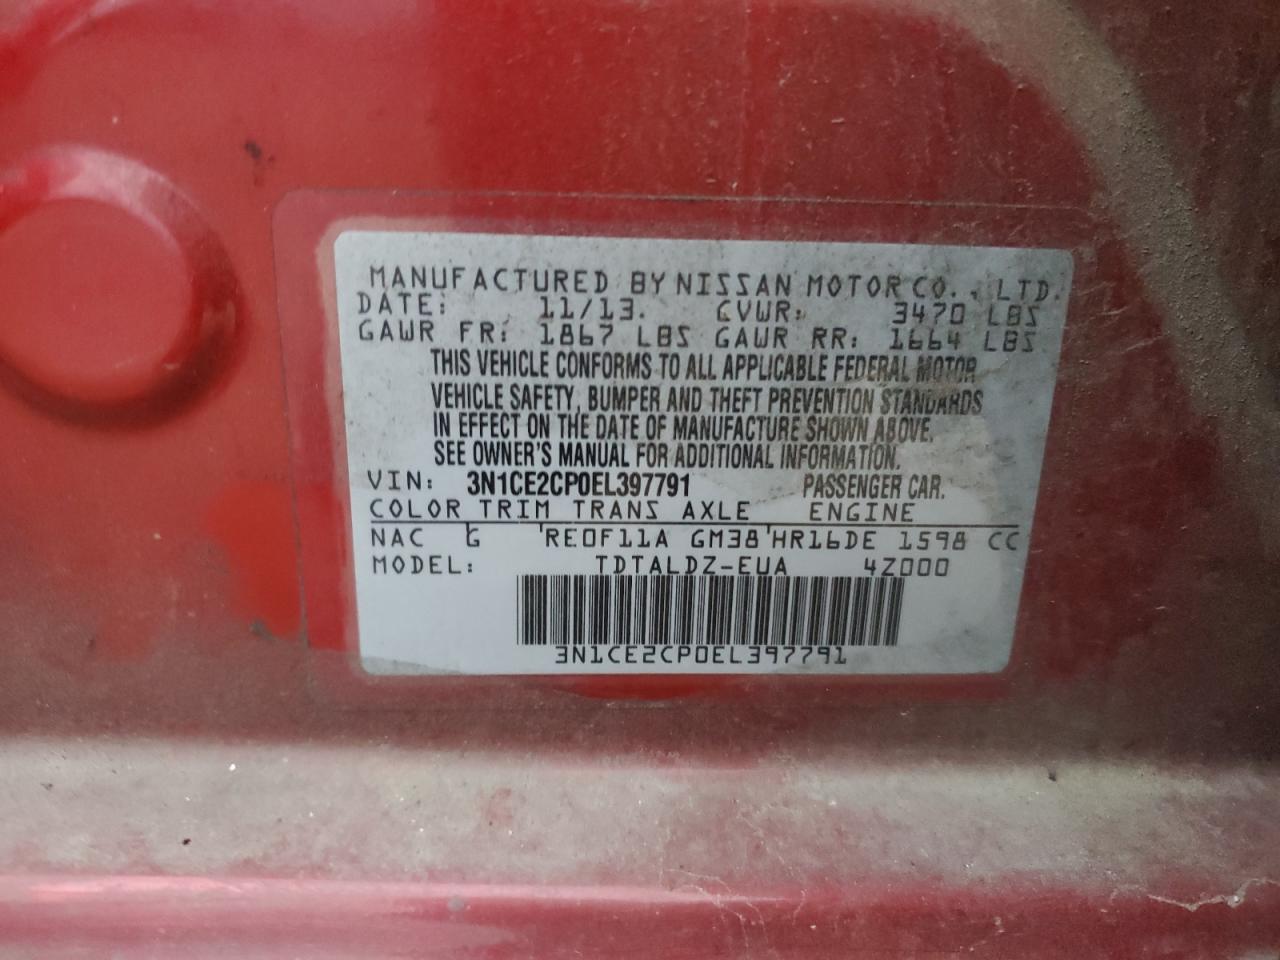 MANUFACTURED BY NISSAN MOTOR CO., LTD.
DATE: 11/13. GVWR: 3470 LBS
GAWR FR: 1867 LBS GAWR RR: 1664 LBS
THIS VEHICLE CONFORMS TO ALL APPLICABLE FEDERAL MOTOR
VEHICLE SAFETY, BUMPER AND THEFT PREVENTION STANDARDS
IN EFFECT ON THE DATE OF MANUFACTURE SHOWN ABOVE.
SEE OWNER'S MANUAL FOR ADDITIONAL INFORMATION.
VIN: 3N1CE2CP0EL397791 PASSENGER CAR.
COLOR TRIM TRANS AXLE ENGINE
NAC G RE0F11A GM38 HR16DE 1598 CC
MODEL: TDTALDZ-EUA 4Z000
3N1CE2CP0EL397791